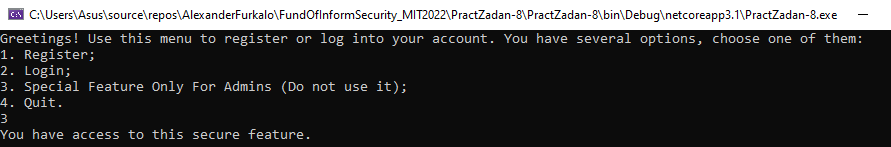 C:\Users\Asus\source\repos\AlexanderFurkalo\FundOfInformSecurity_MIT2022\PractZadan-8\PractZadan-8\bin\Debug\netcoreapp3.1\PractZadan-8.exe
Greetings! Use this menu to register or log into your account. You have several options, choose one of them:
1. Register;
2. Login;
3. Special Feature Only For Admins (Do not use it);
4. Quit.
3
You have access to this secure feature.